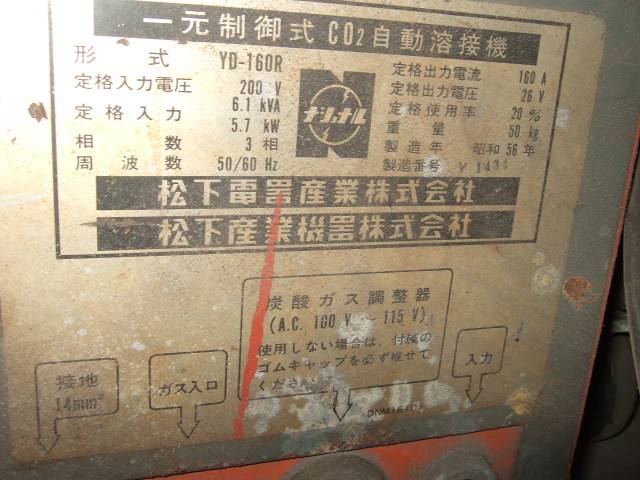 一元制御式 CO2 自動溶接機
形式 YD-160R
定格入力電圧 200 V
定格入力 6.1 kVA
5.7 kW
相数 3 相
周波数 50/60 Hz
ナショナル
定格出力電流 160 A
定格出力電圧 26 V
定格使用率 20 %
重量 50 kg
製造年 昭和 56 年
製造番号 V 1434
松下電器産業株式会社
松下産業機器株式会社
炭酸ガス調整器
(A.C. 100 V ~ 115 V)
使用しない場合は、付属の
ゴムキャップを必ず被せて
ください
接地
14mm²
ガス入口
入力